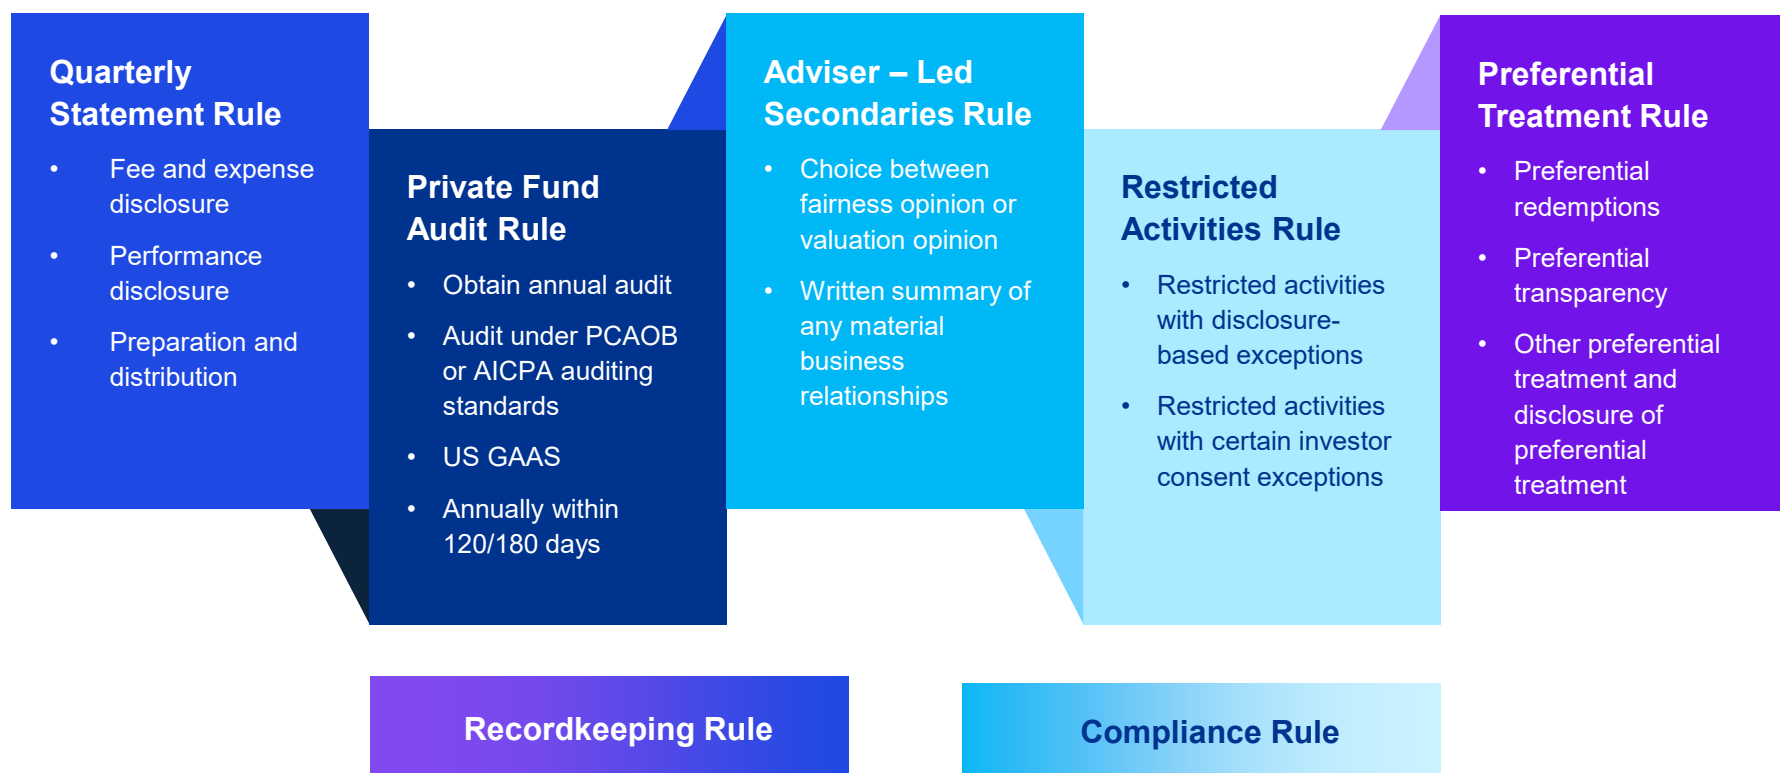 Quarterly
Statement Rule
• Fee and expense
disclosure
• Performance
disclosure
• Preparation and
distribution
Private Fund
Audit Rule
• Obtain annual audit
• Audit under PCAOB
or AICPA auditing
standards
• US GAAS
• Annually within
120/180 days
Adviser – Led
Secondaries Rule
• Choice between
fairness opinion or
valuation opinion
• Written summary of
any material
business
relationships
Restricted
Activities Rule
• Restricted activities
with disclosure-
based exceptions
• Restricted activities
with certain investor
consent exceptions
Preferential
Treatment Rule
• Preferential
redemptions
• Preferential
transparency
• Other preferential
treatment and
disclosure of
preferential
treatment
Recordkeeping Rule
Compliance Rule